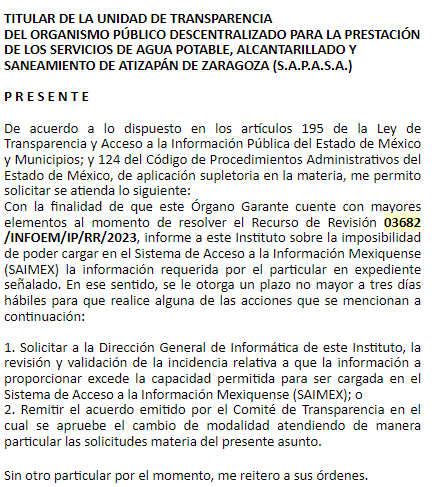 TITULAR DE LA UNIDAD DE TRANSPARENCIA
DEL ORGANISMO PÚBLICO DESCENTRALIZADO PARA LA PRESTACIÓN
DE LOS SERVICIOS DE AGUA POTABLE, ALCANTARILLADO Y
SANEAMIENTO DE ATIZAPÁN DE ZARAGOZA (S.A.P.A.S.A.)
P R E S E N T E
De acuerdo a lo dispuesto en los artículos 195 de la Ley de
Transparencia y Acceso a la Información Pública del Estado de México
y Municipios; y 124 del Código de Procedimientos Administrativos del
Estado de México, de aplicación supletoria en la materia, me permito
solicitar se atienda lo siguiente:
Con la finalidad de que este Órgano Garante cuente con mayores
elementos al momento de resolver el Recurso de Revisión 03682
/INFOEM/IP/RR/2023, informe a este Instituto sobre la imposibilidad
de poder cargar en el Sistema de Acceso a la Información Mexiquense
(SAIMEX) la información requerida por el particular en expediente
señalado. En ese sentido, se le otorga un plazo no mayor a tres días
hábiles para que realice alguna de las acciones que se mencionan a
continuación:
1. Solicitar a la Dirección General de Informática de este Instituto, la
revisión y validación de la incidencia relativa a que la información a
proporcionar excede la capacidad permitida para ser cargada en el
Sistema de Acceso a la Información Mexiquense (SAIMEX); o
2. Remitir el acuerdo emitido por el Comité de Transparencia en el
cual se apruebe el cambio de modalidad atendiendo de manera
particular las solicitudes materia del presente asunto.
Sin otro particular por el momento, me reitero a sus órdenes.